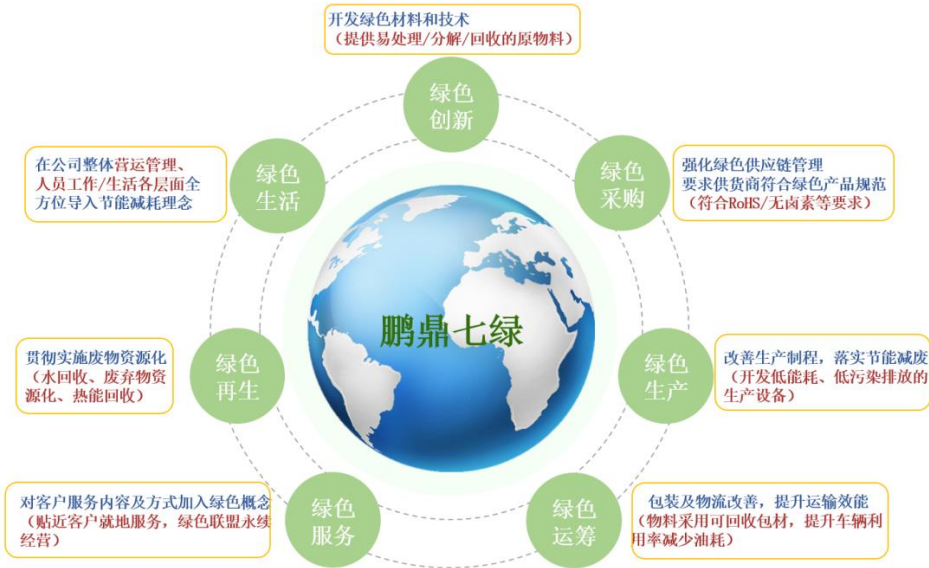 开发绿色材料和技术
（提供易处理/分解/回收的原物料）
绿色
创新
在公司整体营运管理、
人员工作/生活各层面全
方位导入节能减耗理念
绿色
生活
绿色
采购
强化绿色供应链管理
要求供货商符合绿色产品规范
（符合RoHS/无卤素等要求）
鹏鼎七绿
贯彻实施废物资源化
（水回收、废弃物资
源化、热能回收）
绿色
再生
绿色
生产
改善生产制程，落实节能减废
（开发低能耗、低污染排放的
生产设备）
对客户服务内容及方式加入绿色概念
（贴近客户就地服务，绿色联盟永续
经营）
绿色
服务
绿色
运筹
包装及物流改善，提升运输效能
（物料采用可回收包材，提升车辆利
用率减少油耗）